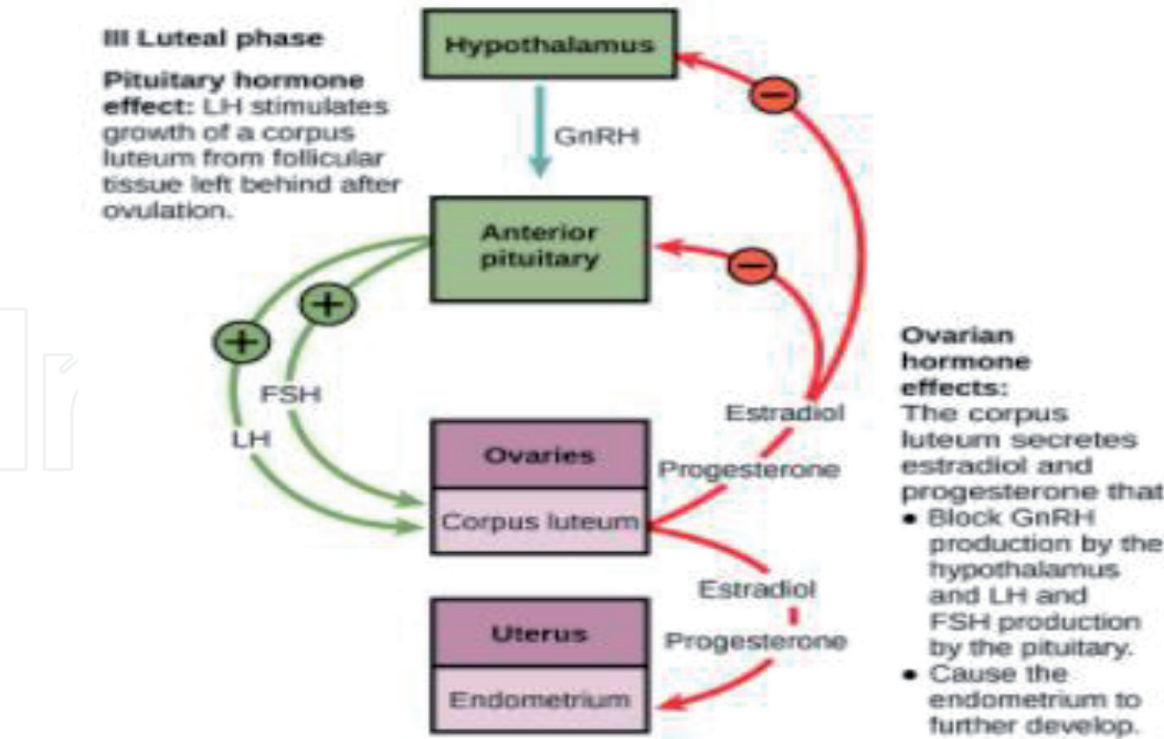 III Luteal phase
Pituitary hormone
effect: LH stimulates
growth of a corpus
luteum from follicular
tissue left behind after
ovulation.
Hypothalamus
−
GnRH
Anterior
pituitary
−
+
+
FSH
LH
Estradiol
Progesterone
Ovaries
Corpus luteum
Estradiol
Progesterone
Uterus
Endometrium
Ovarian
hormone
effects:
The corpus
luteum secretes
estradiol and
progesterone that
• Block GnRH
production by the
hypothalamus
and LH and
FSH production
by the pituitary.
• Cause the
endometrium to
further develop.